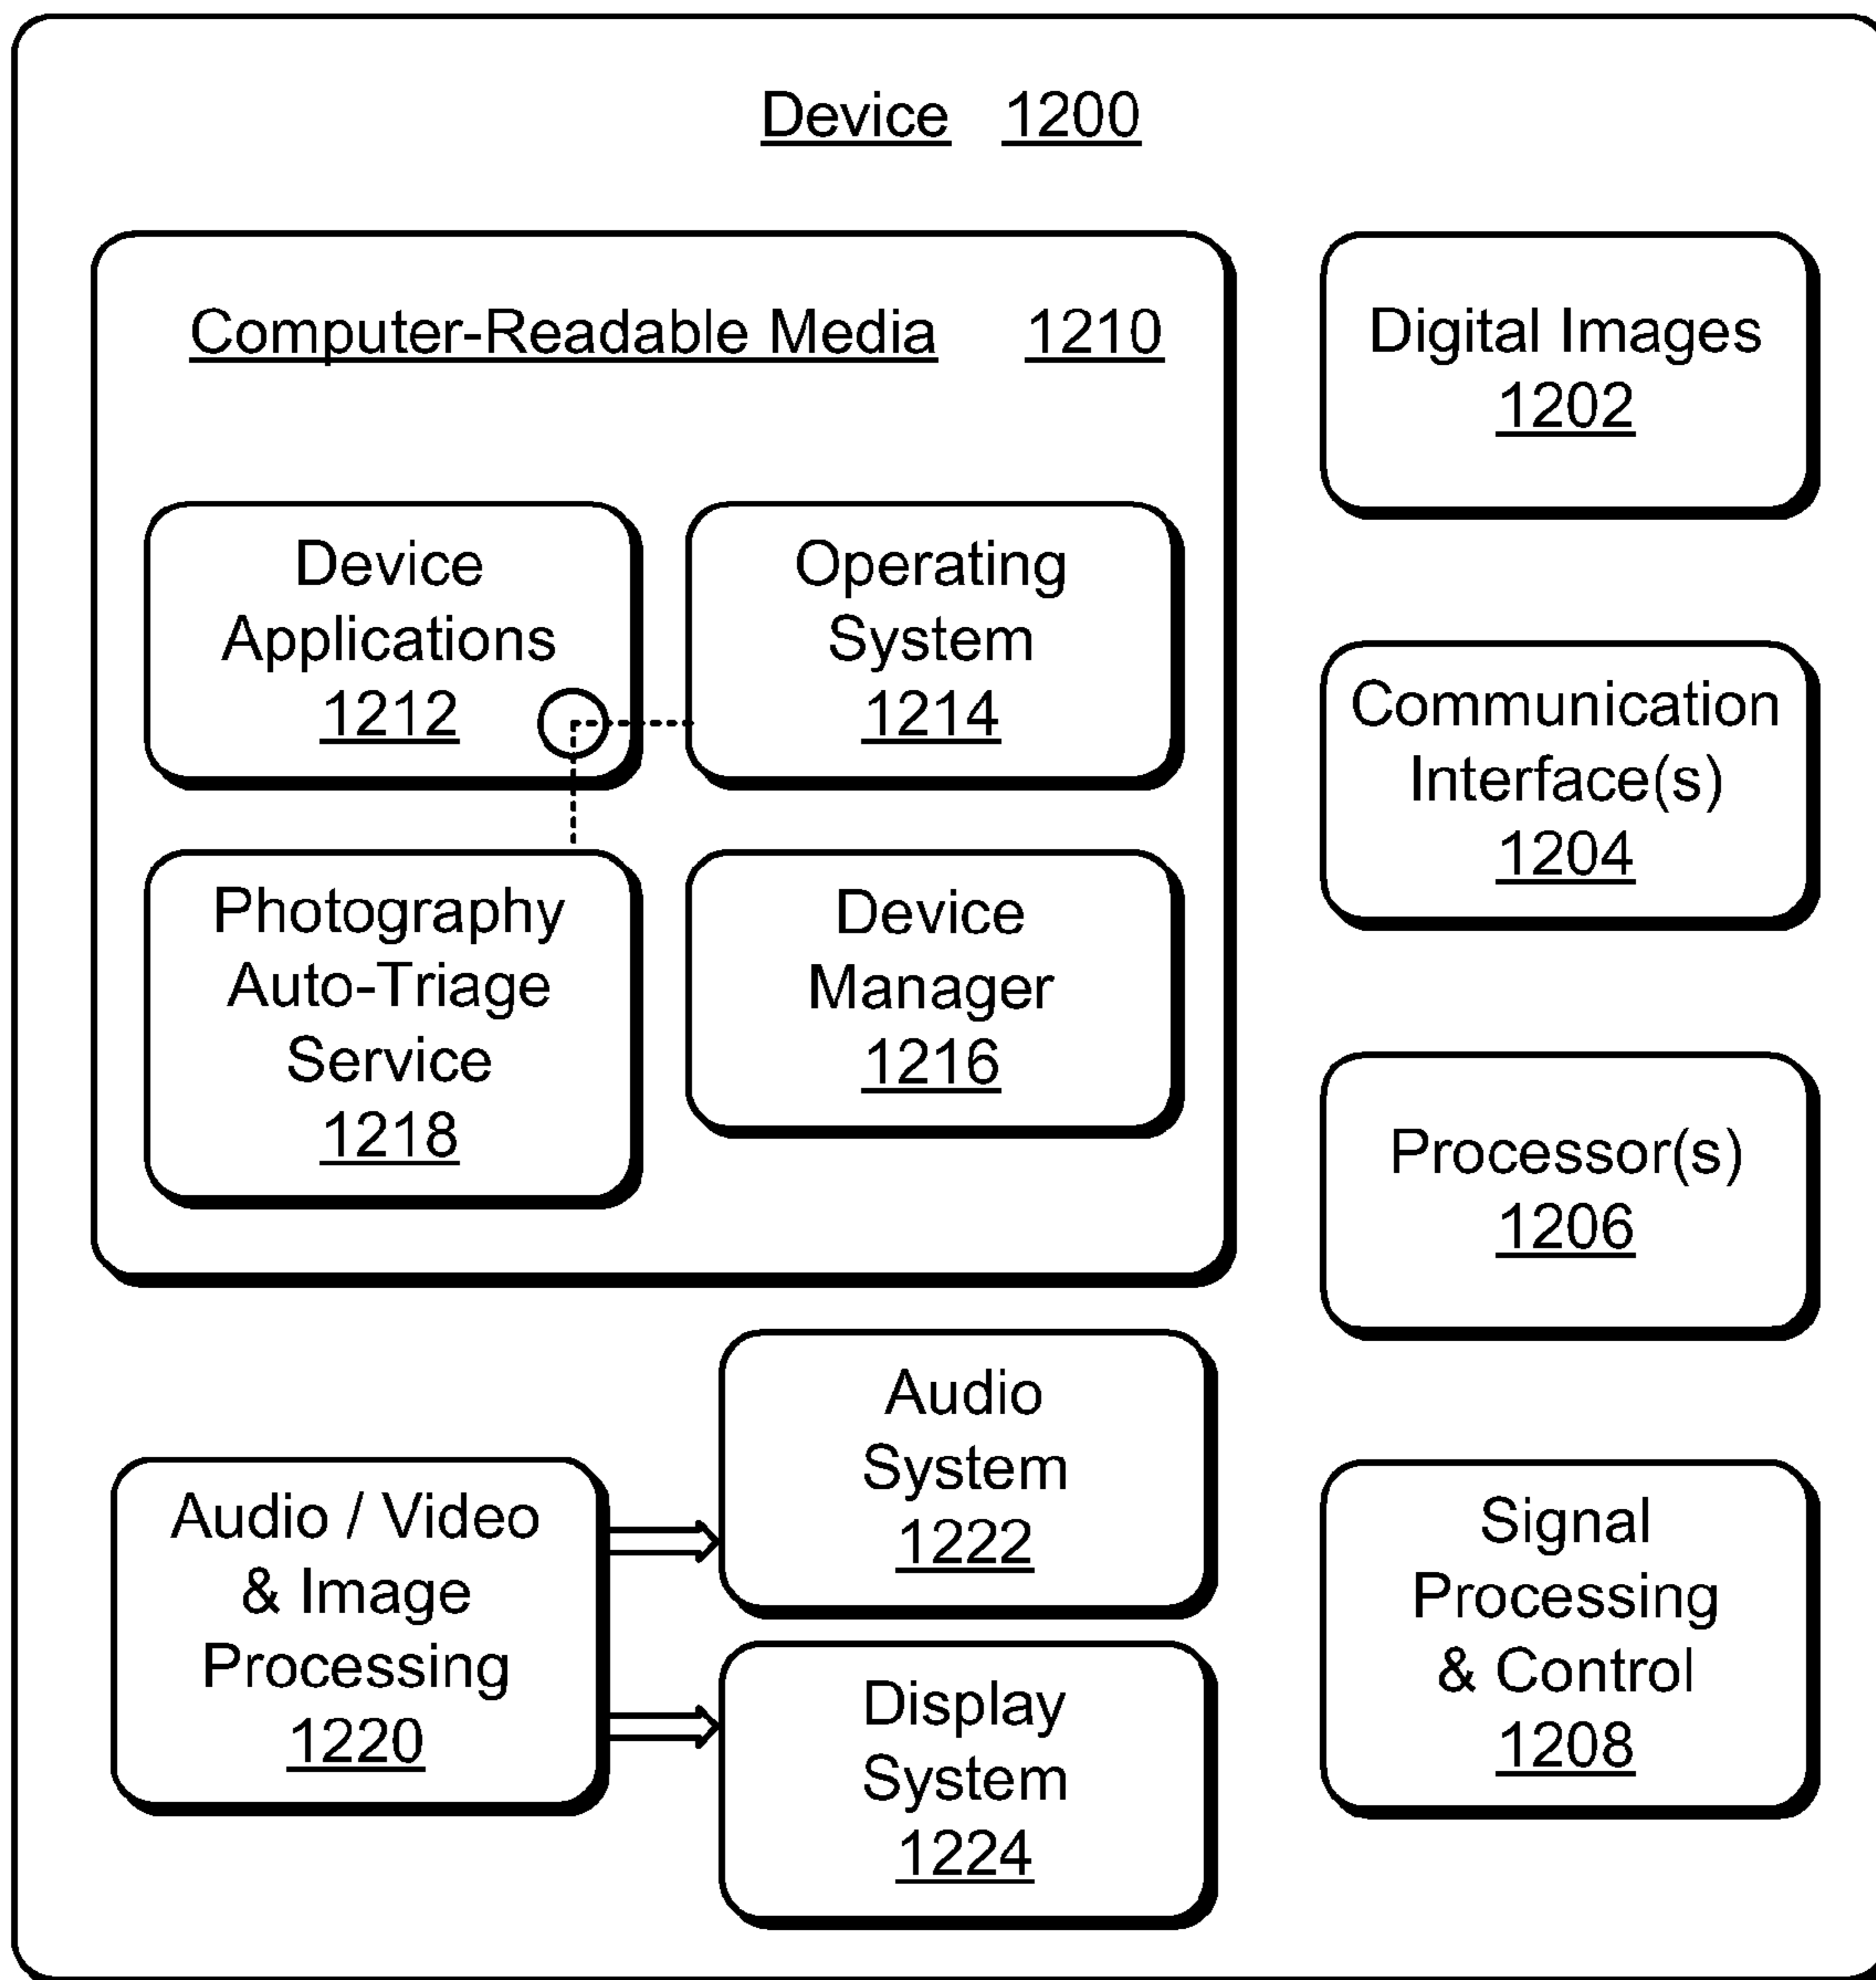 Device 1200
Computer-Readable Media 1210
Device
Applications
1212
Operating
System
1214
Photography
Auto-Triage
Service
1218
Device
Manager
1216
Digital Images
1202
Communication
Interface(s)
1204
Processor(s)
1206
Signal
Processing
& Control
1208
Audio / Video
& Image
Processing
1220
Audio
System
1222
Display
System
1224